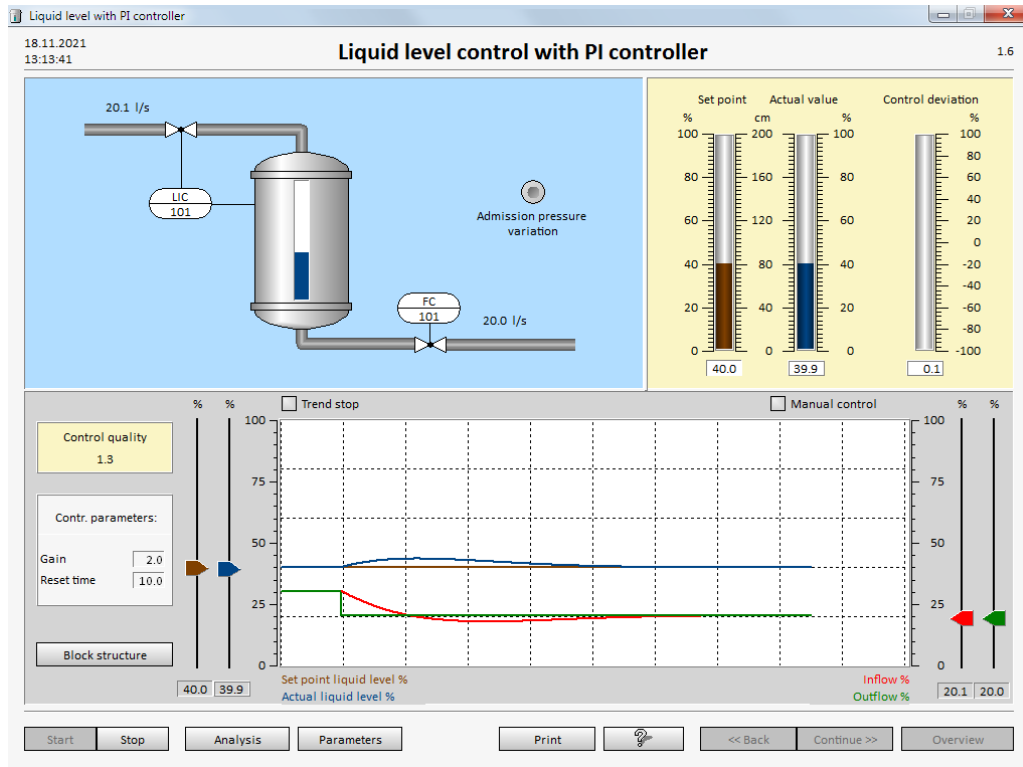 Liquid level with PI controller
18.11.2021
13:13:41
Liquid level control with PI controller
1.6
20.1 l/s
LIC
101
Admission pressure
variation
FC
101
20.0 l/s
Set point Actual value Control deviation
% cm % %
100 200 100 100
80
80 160 80 60
40
60 120 60 20
0
40 80 40 -20
-40
20 40 20 -60
-80
0 0 0 -100
40.0 39.9 0.1
% % Trend stop Manual control % %
Control quality
1.3
100 100
75 75
50 50
25 25
0 0
Contr. parameters:
Gain 2.0
Reset time 10.0
Block structure
40.0 39.9
Set point liquid level %
Actual liquid level %
Inflow %
Outflow %
20.1 20.0
Start Stop Analysis Parameters Print ? << Back Continue >> Overview